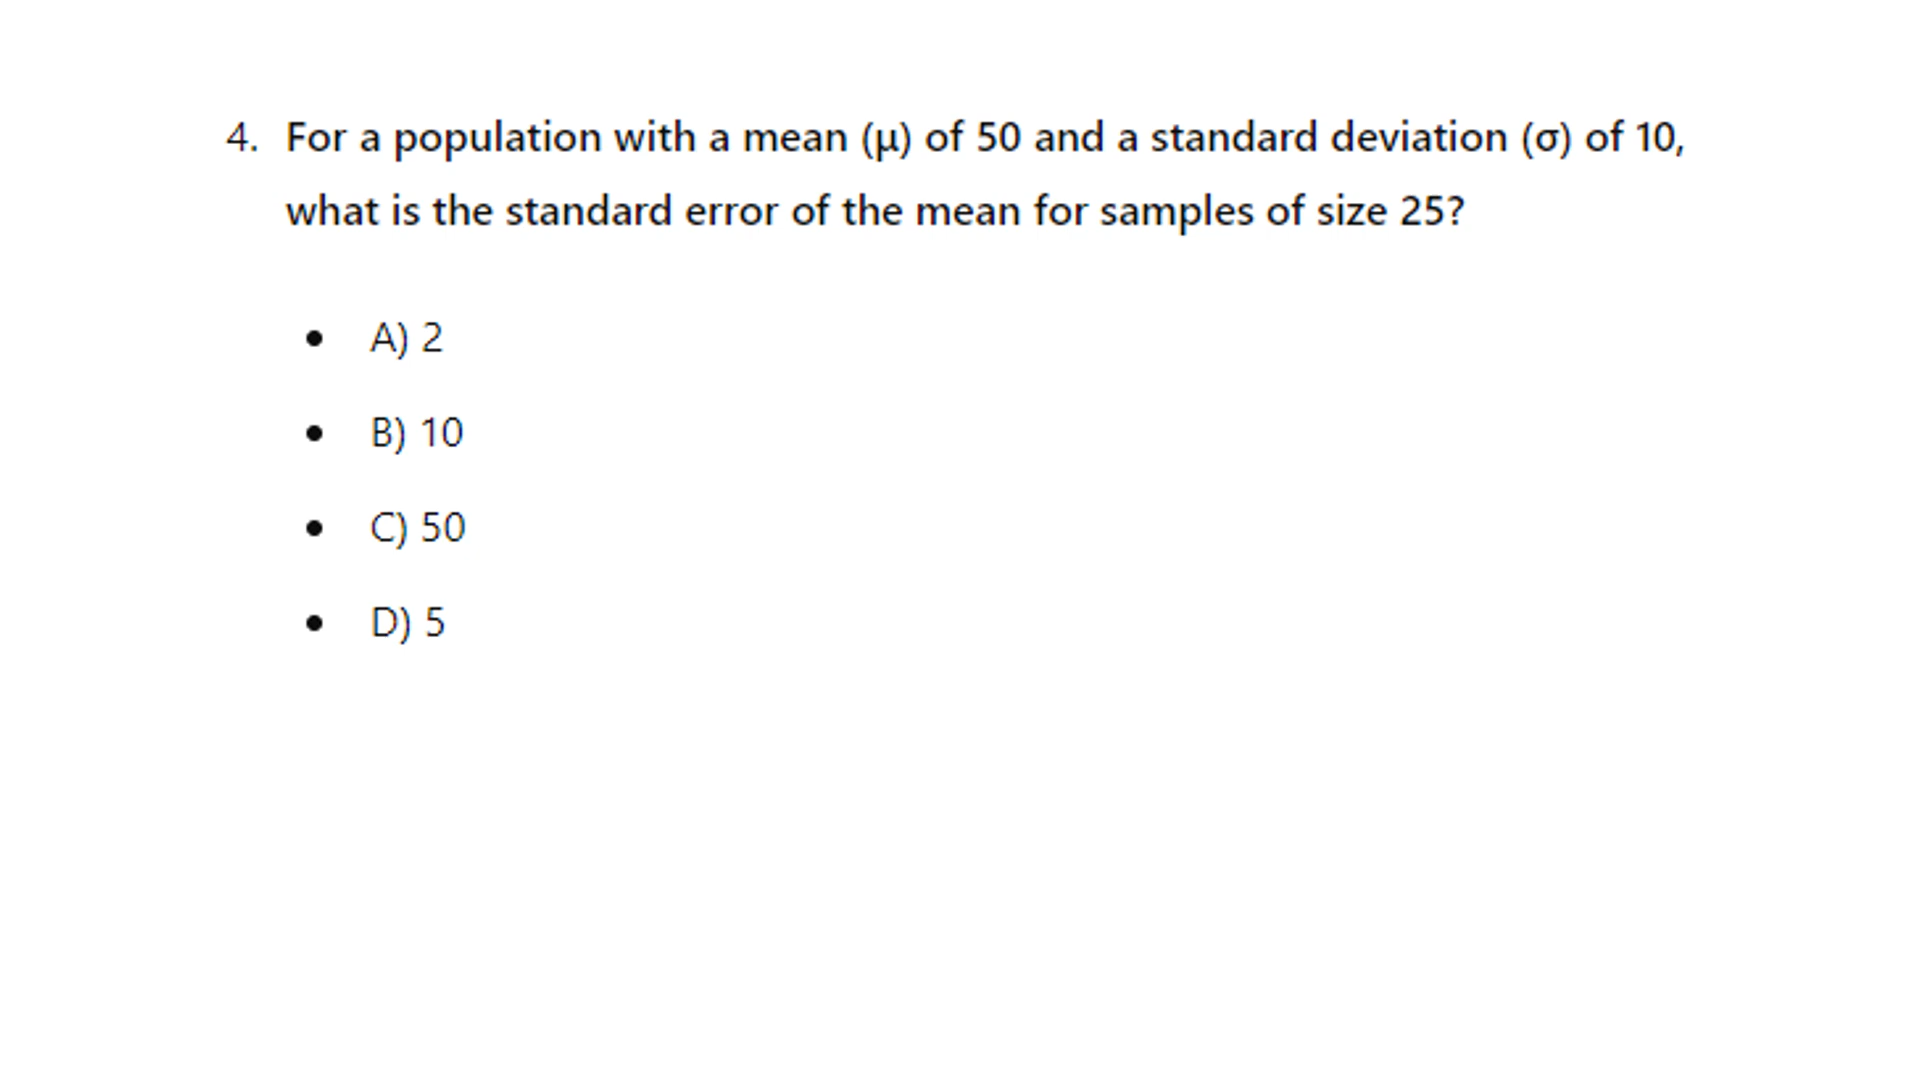 4. For a population with a mean (μ) of 50 and a standard deviation (σ) of 10,
what is the standard error of the mean for samples of size 25?
• A) 2
• B) 10
• C) 50
• D) 5